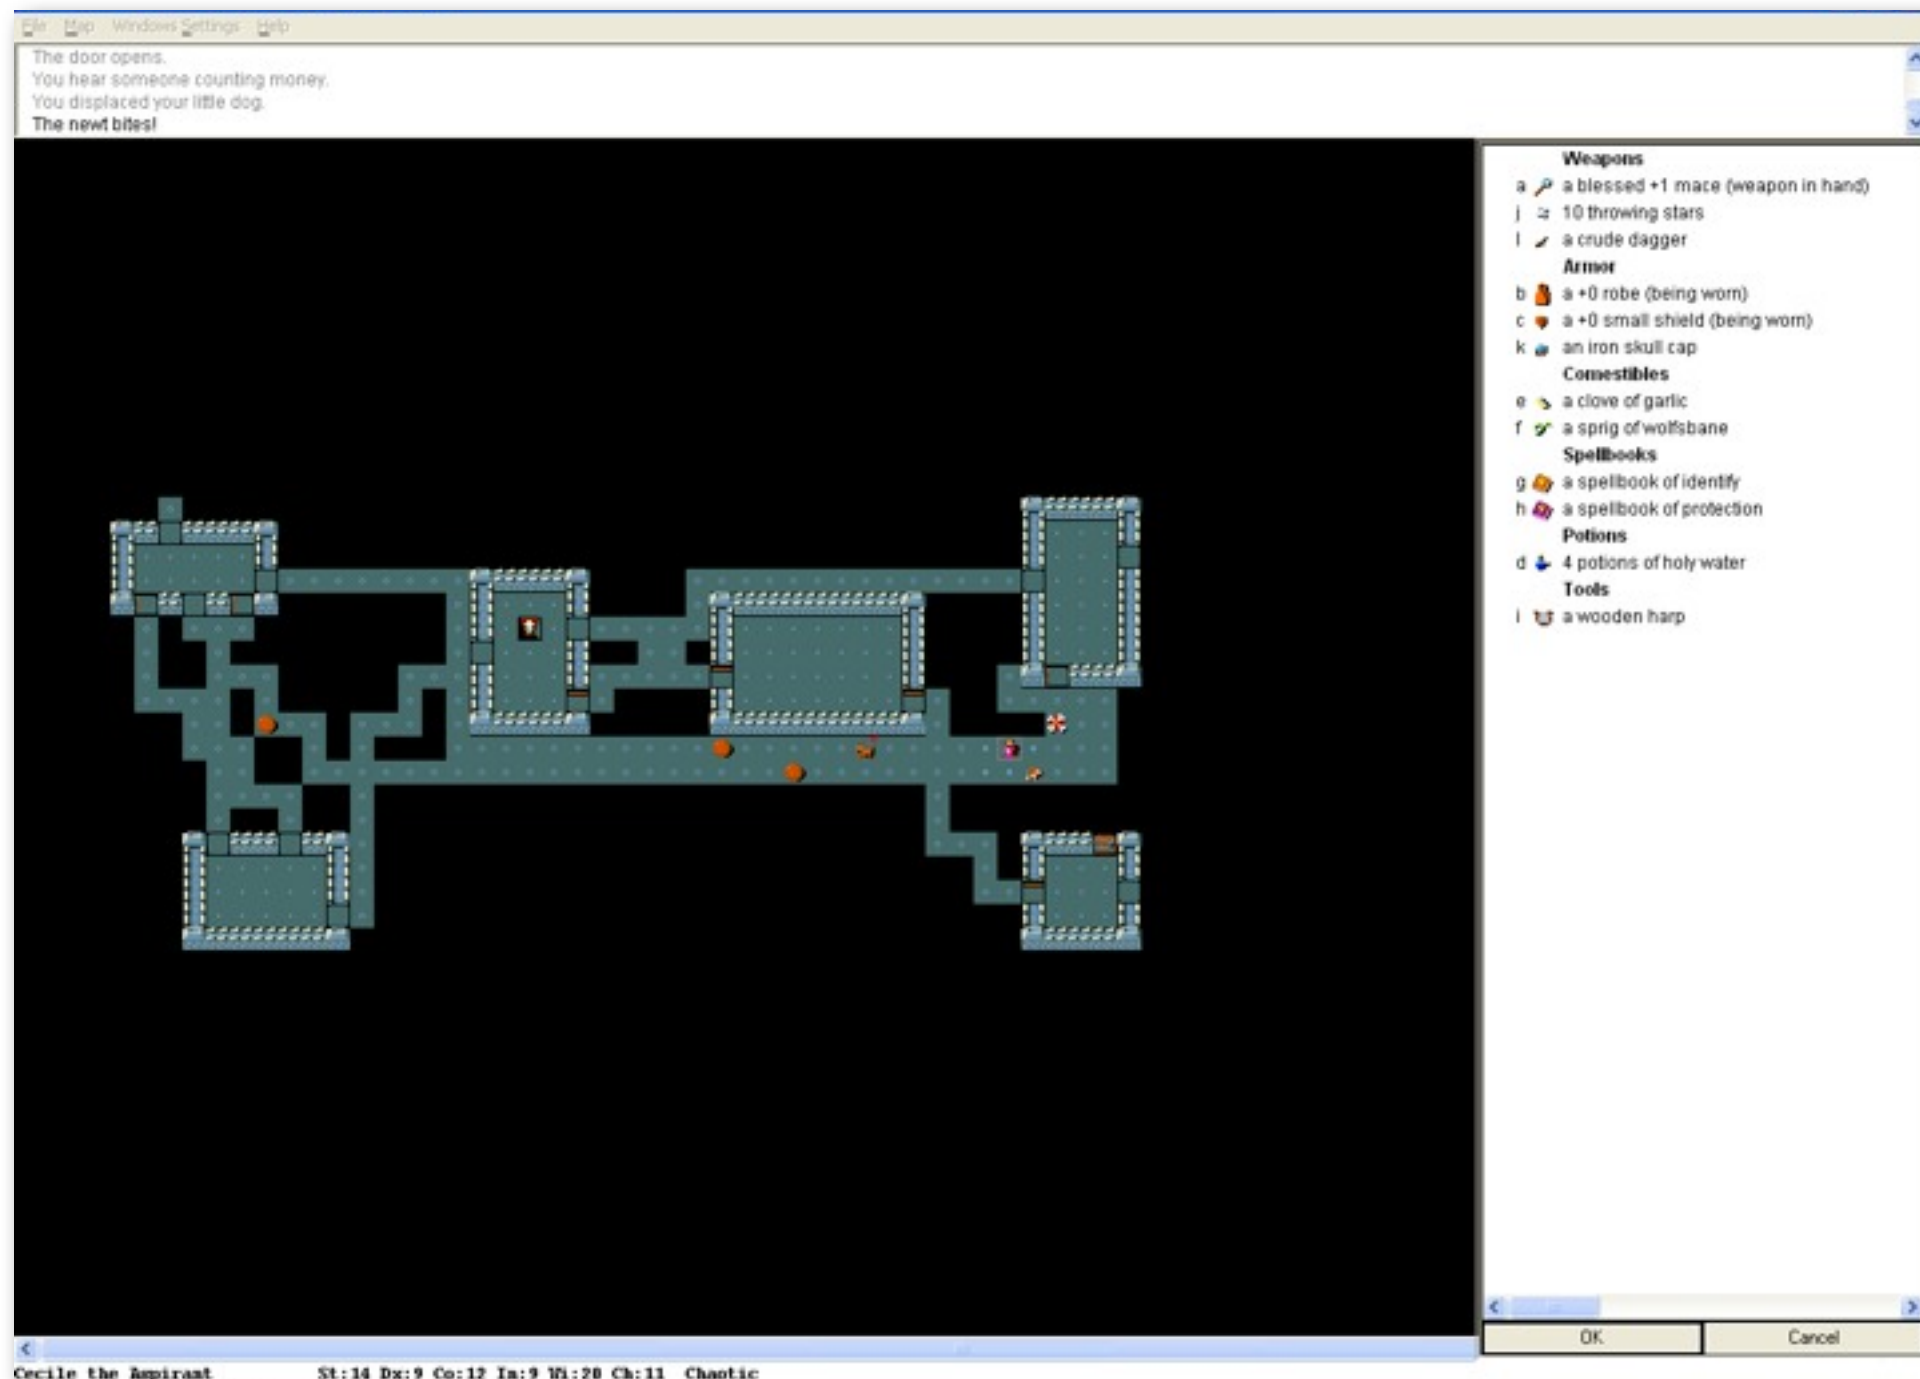 File Map Windows Settings Help
The door opens.
You hear someone counting money.
You displaced your little dog.
The newt bites!
Weapons
a a blessed +1 mace (weapon in hand)
j 10 throwing stars
l a crude dagger
Armor
b a +0 robe (being worn)
c a +0 small shield (being worn)
k an iron skull cap
Comestibles
e a clove of garlic
f a sprig of wolfsbane
Spellbooks
g a spellbook of identify
h a spellbook of protection
Potions
d 4 potions of holy water
Tools
i a wooden harp
OK Cancel
Cecile the Aspirant St:14 Dx:9 Co:12 In:9 Wi:20 Ch:11 Chaotic